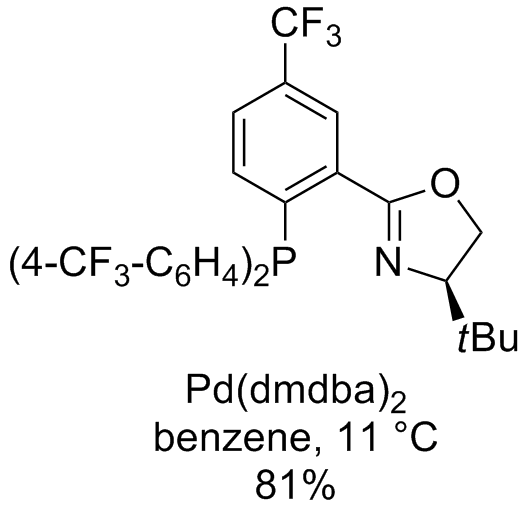 CF₃
O
(4-CF₃-C₆H₄)₂P
N
tBu
Pd(dmdba)₂
benzene, 11 °C
81%